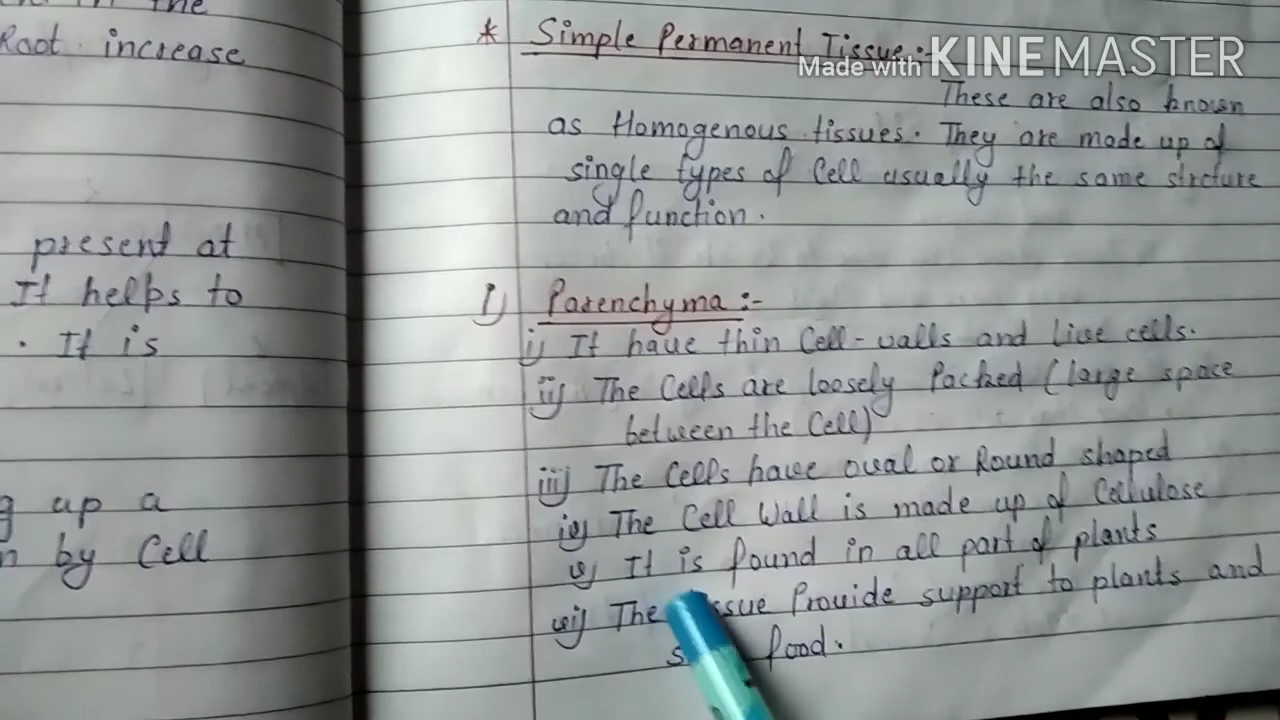 in the
Root increase
present at
It helps to
. It is
up a
by Cell
* Simple Permanent Tissue :-
Made with KINEMASTER
These are also known
as Homogenous tissues. They are made up of
single types of Cell usually the same strcture
and function.
1) Parenchyma :-
i) It have thin Cell-walls and live cells.
ii) The Cells are loosely Packed (large space
between the Cell)
iii) The Cells have oval or Round shaped
iv) The Cell Wall is made up of Cellulose
v) It is found in all part of plants
vi) The Provide support to plants and
food.